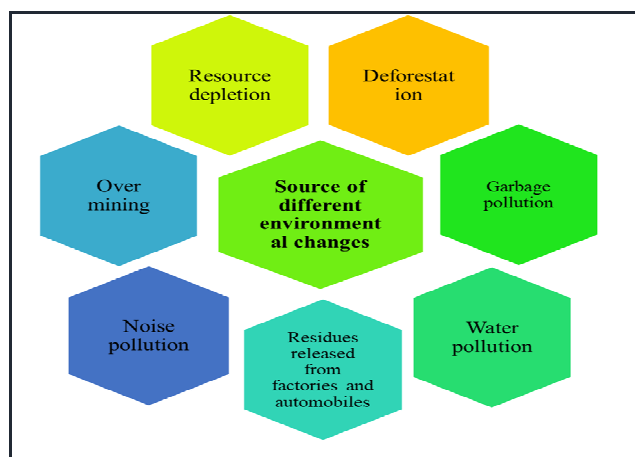 Resource
depletion
Deforestat
ion
Over
mining
Source of
different
environment
al changes
Garbage
pollution
Noise
pollution
Residues
released
from
factories and
automobiles
Water
pollution